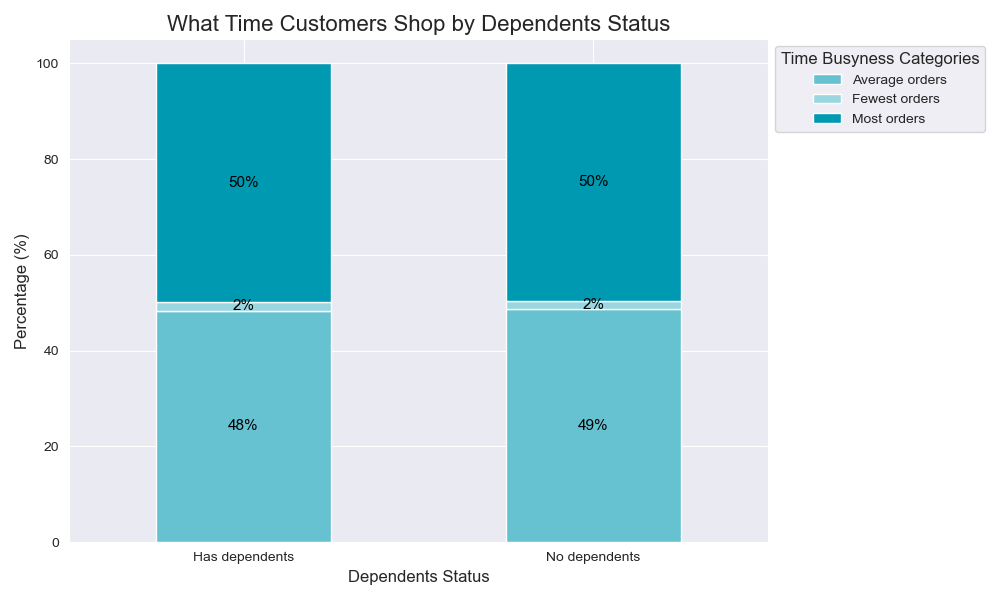 What Time Customers Shop by Dependents Status
Time Busyness Categories
Average orders
Fewest orders
Most orders
Percentage (%)
100
80
60
40
20
0
50%
50%
2%
2%
48%
49%
Has dependents
No dependents
Dependents Status